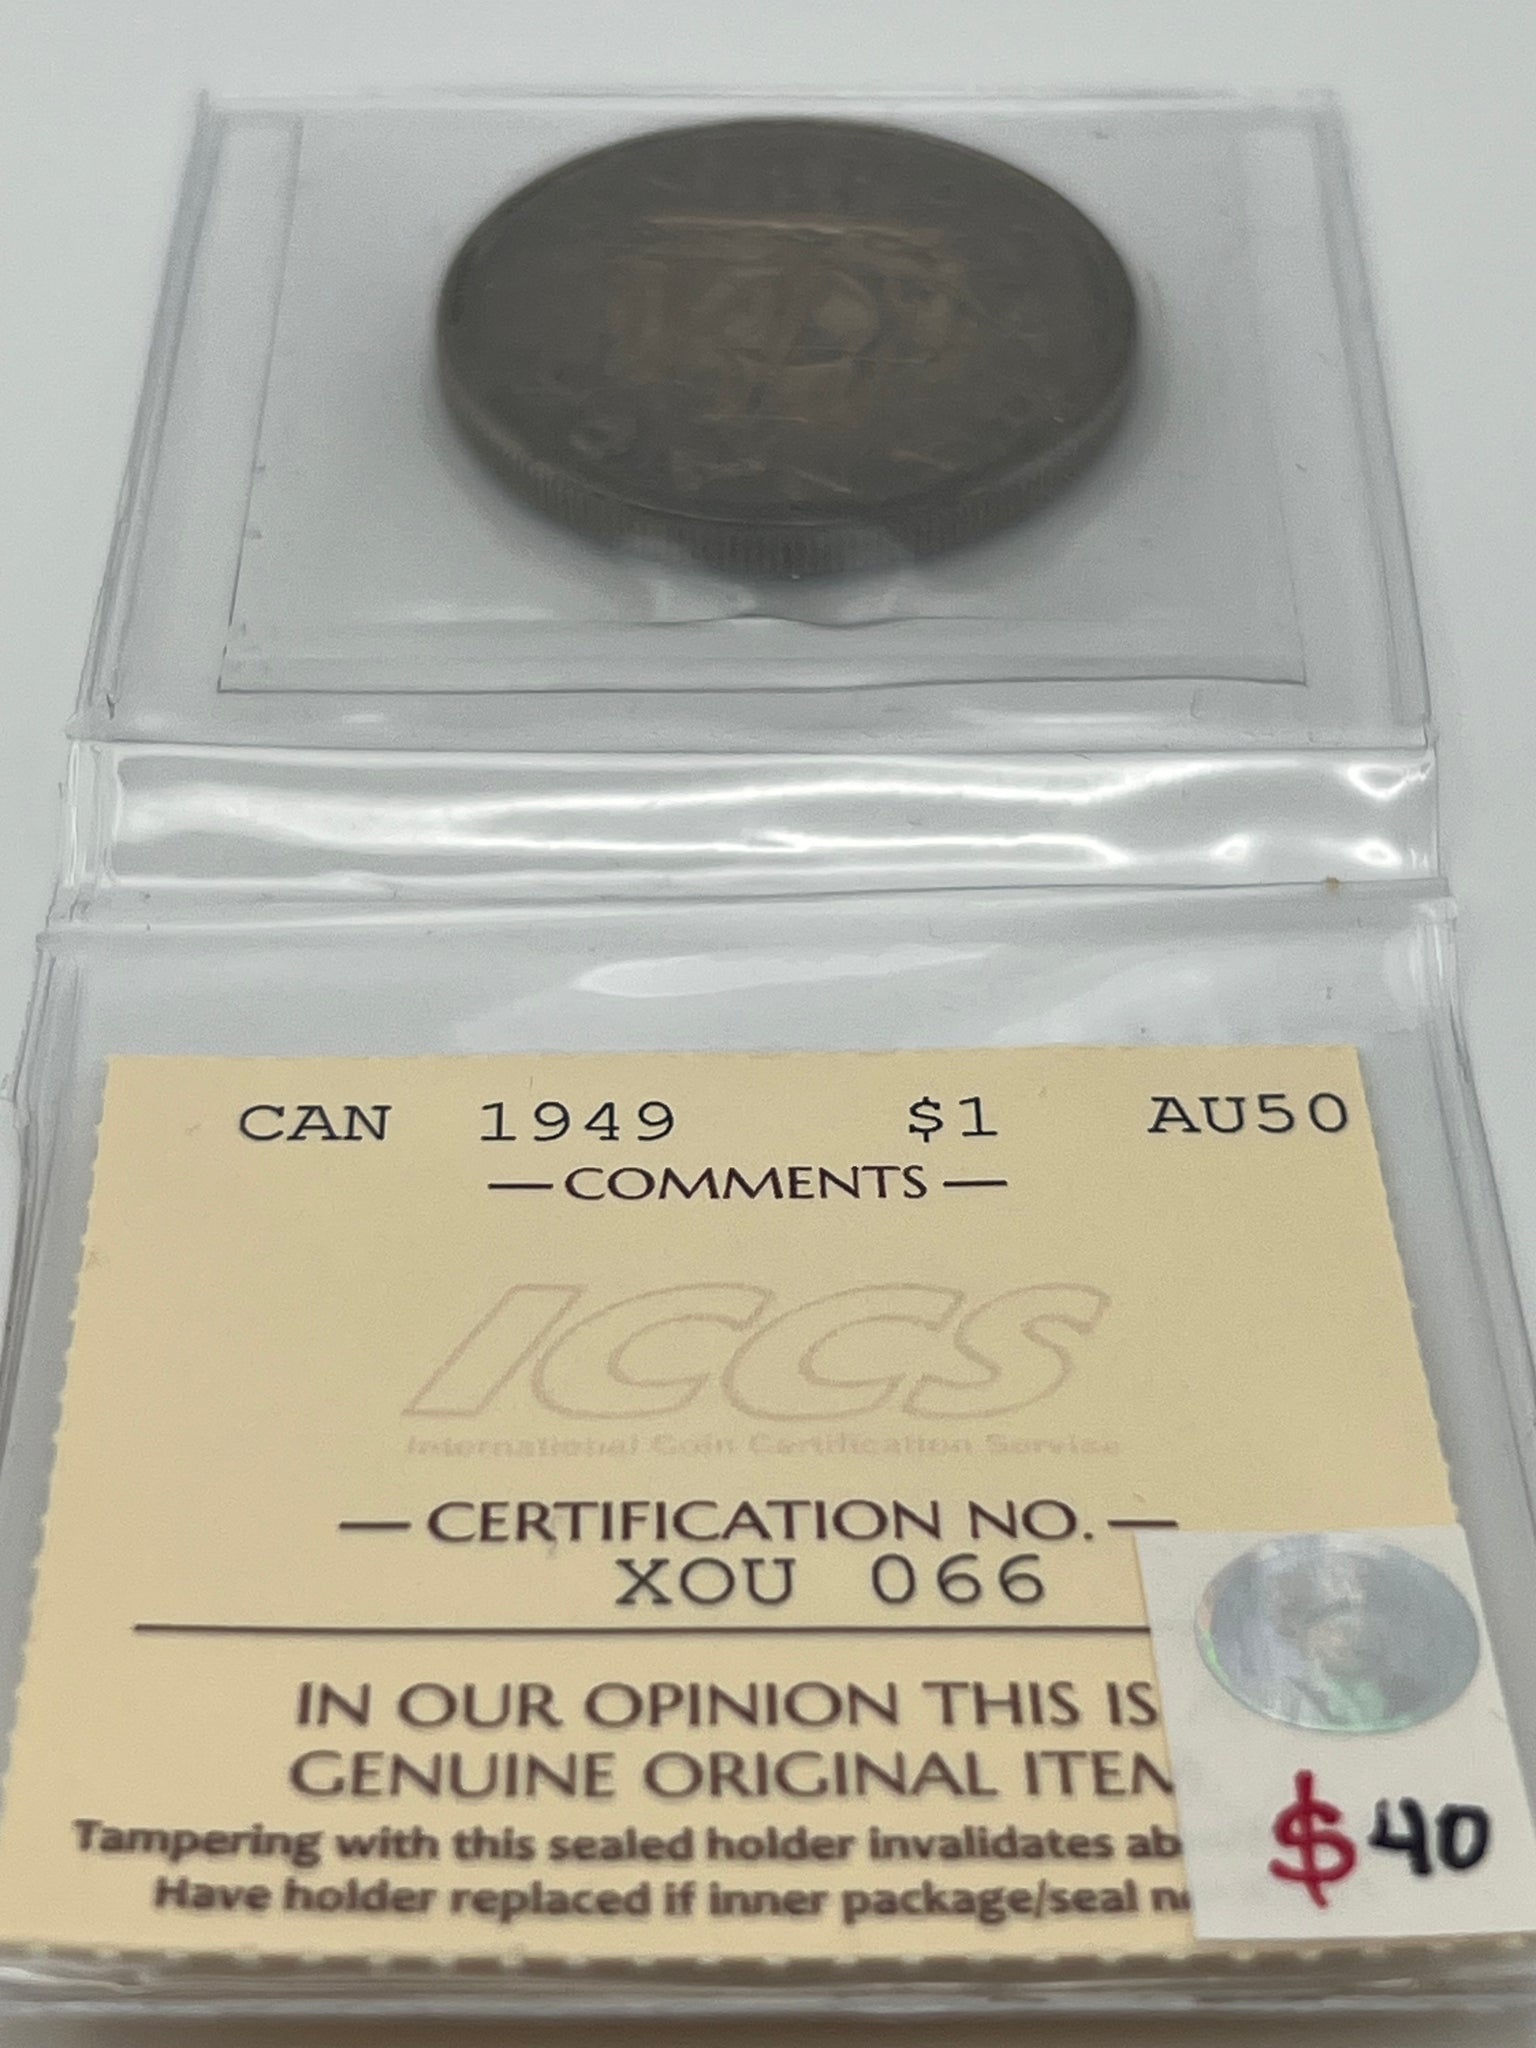 CAN 1949 $1 AU50
— COMMENTS —
ICCS
International Coin Certification Service
— CERTIFICATION NO. —
XOU 066
IN OUR OPINION THIS IS
GENUINE ORIGINAL ITEM
Tampering with this sealed holder invalidates ab
Have holder replaced if inner package/seal
$40